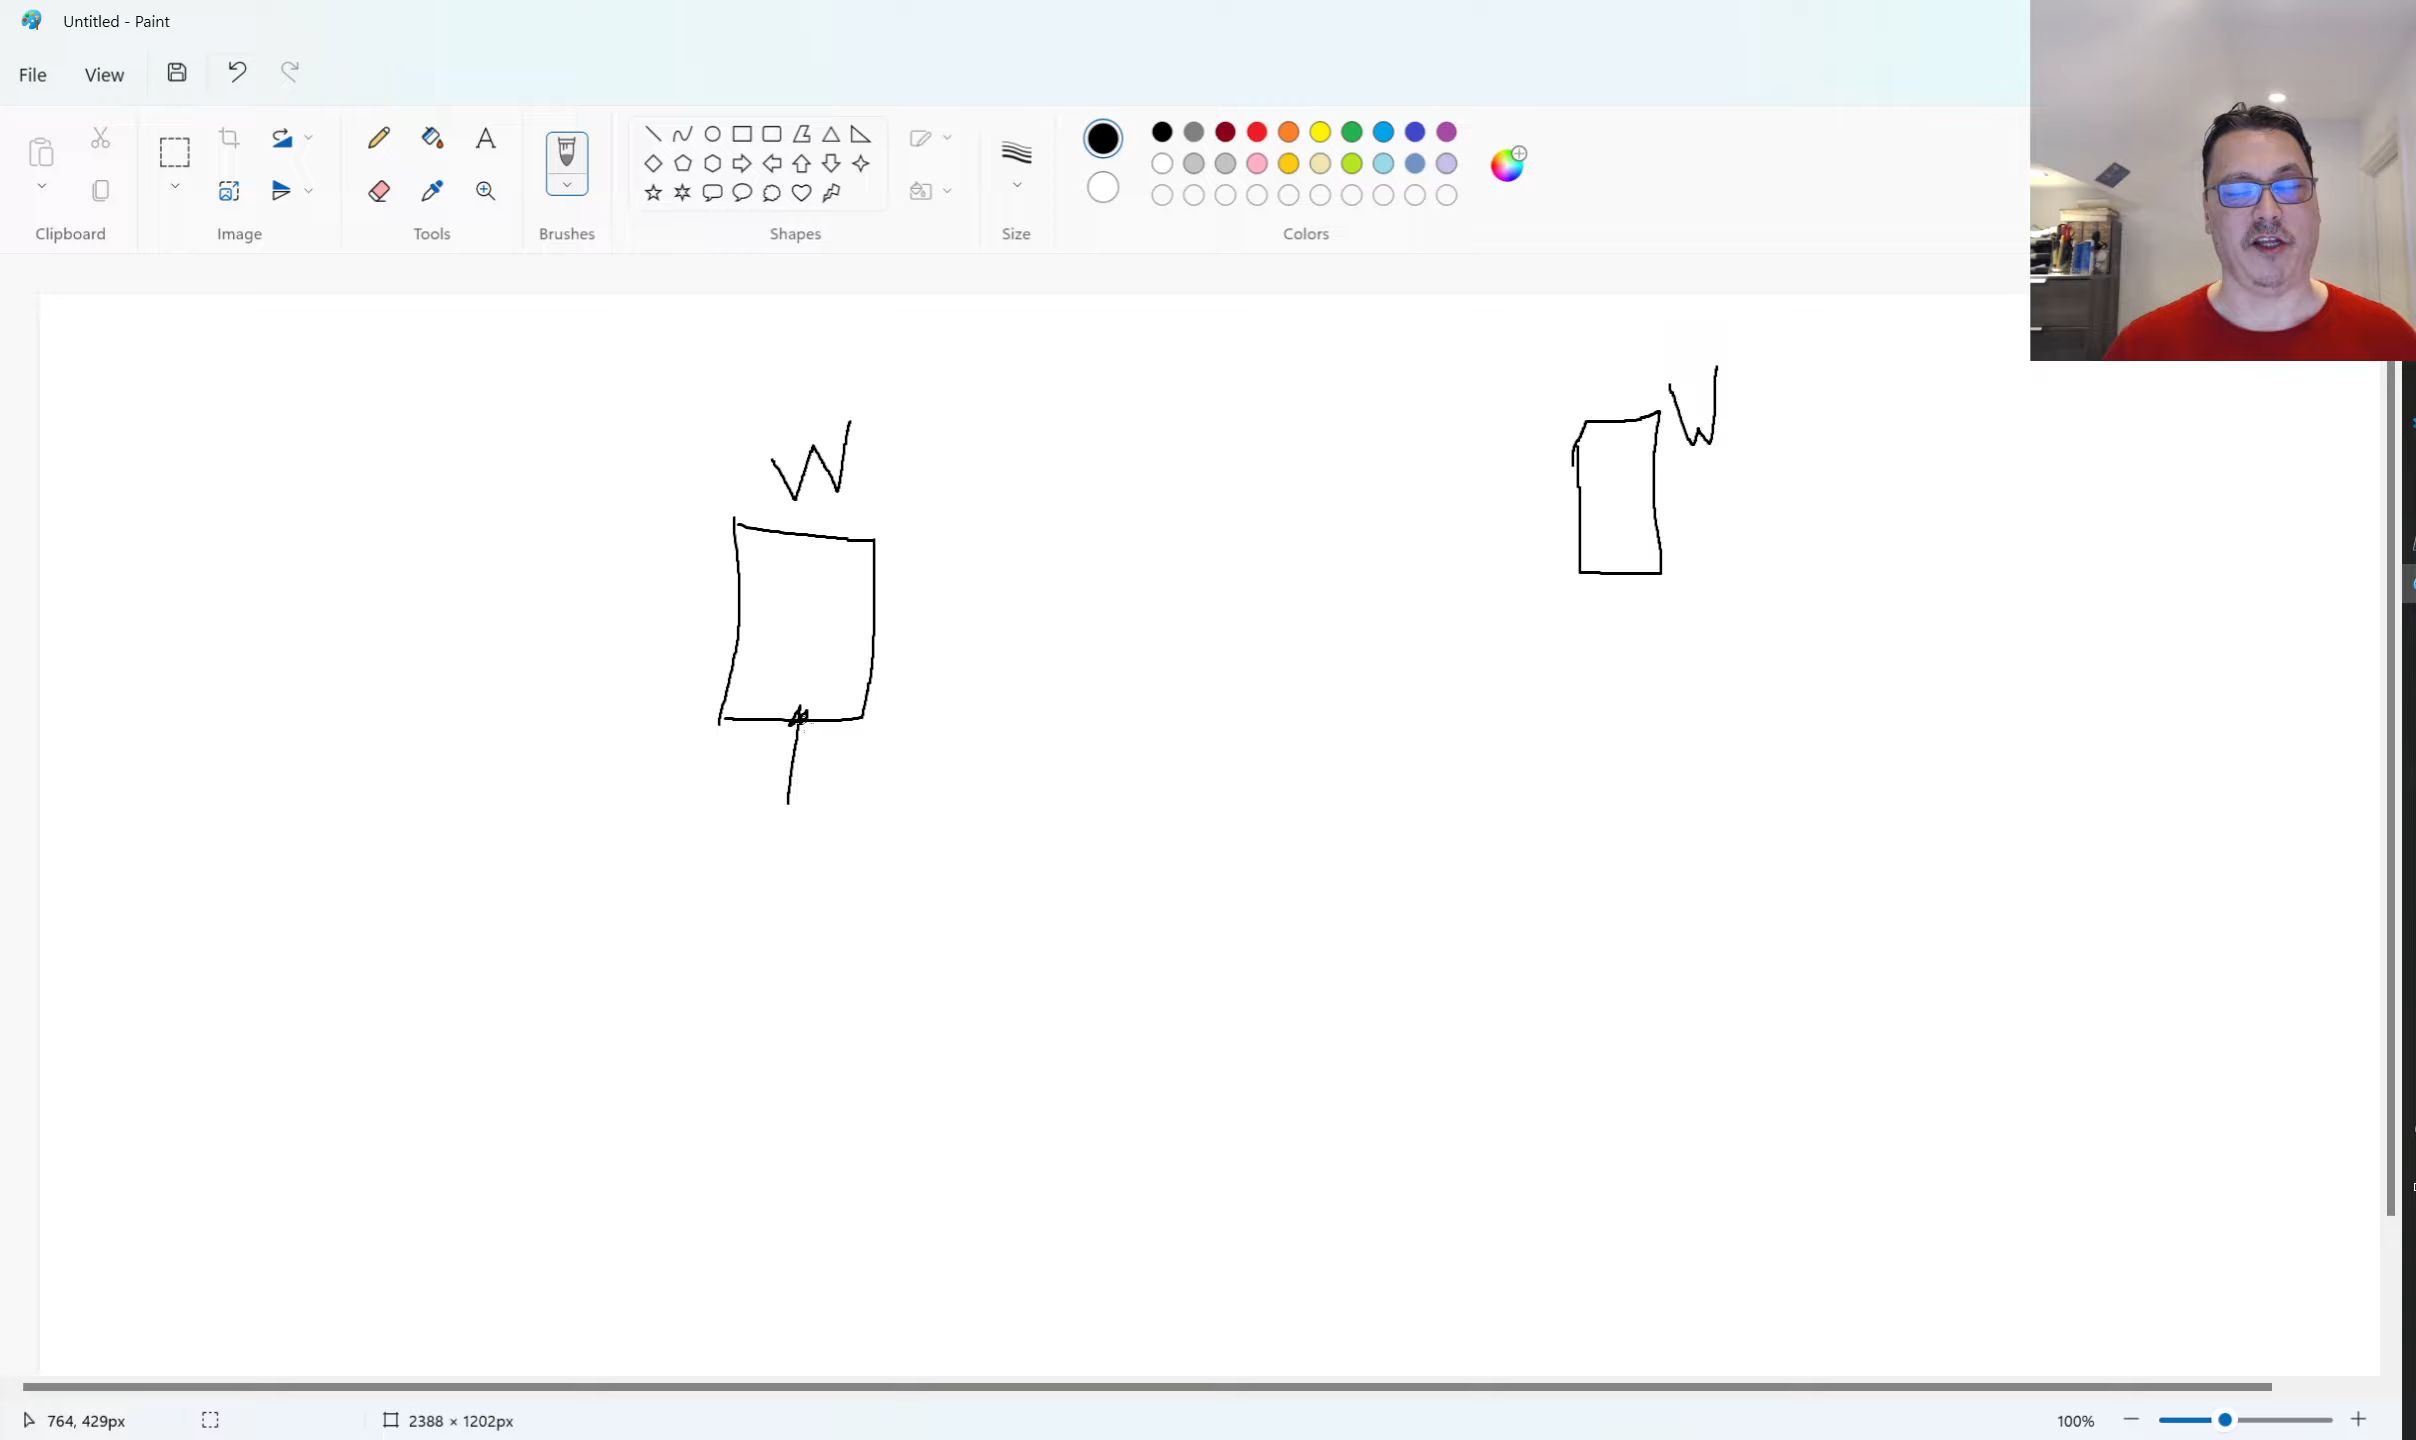 Untitled - Paint
File View
Clipboard Image Tools Brushes Shapes Size Colors
W
W
764, 429px 2388 × 1202px 100%